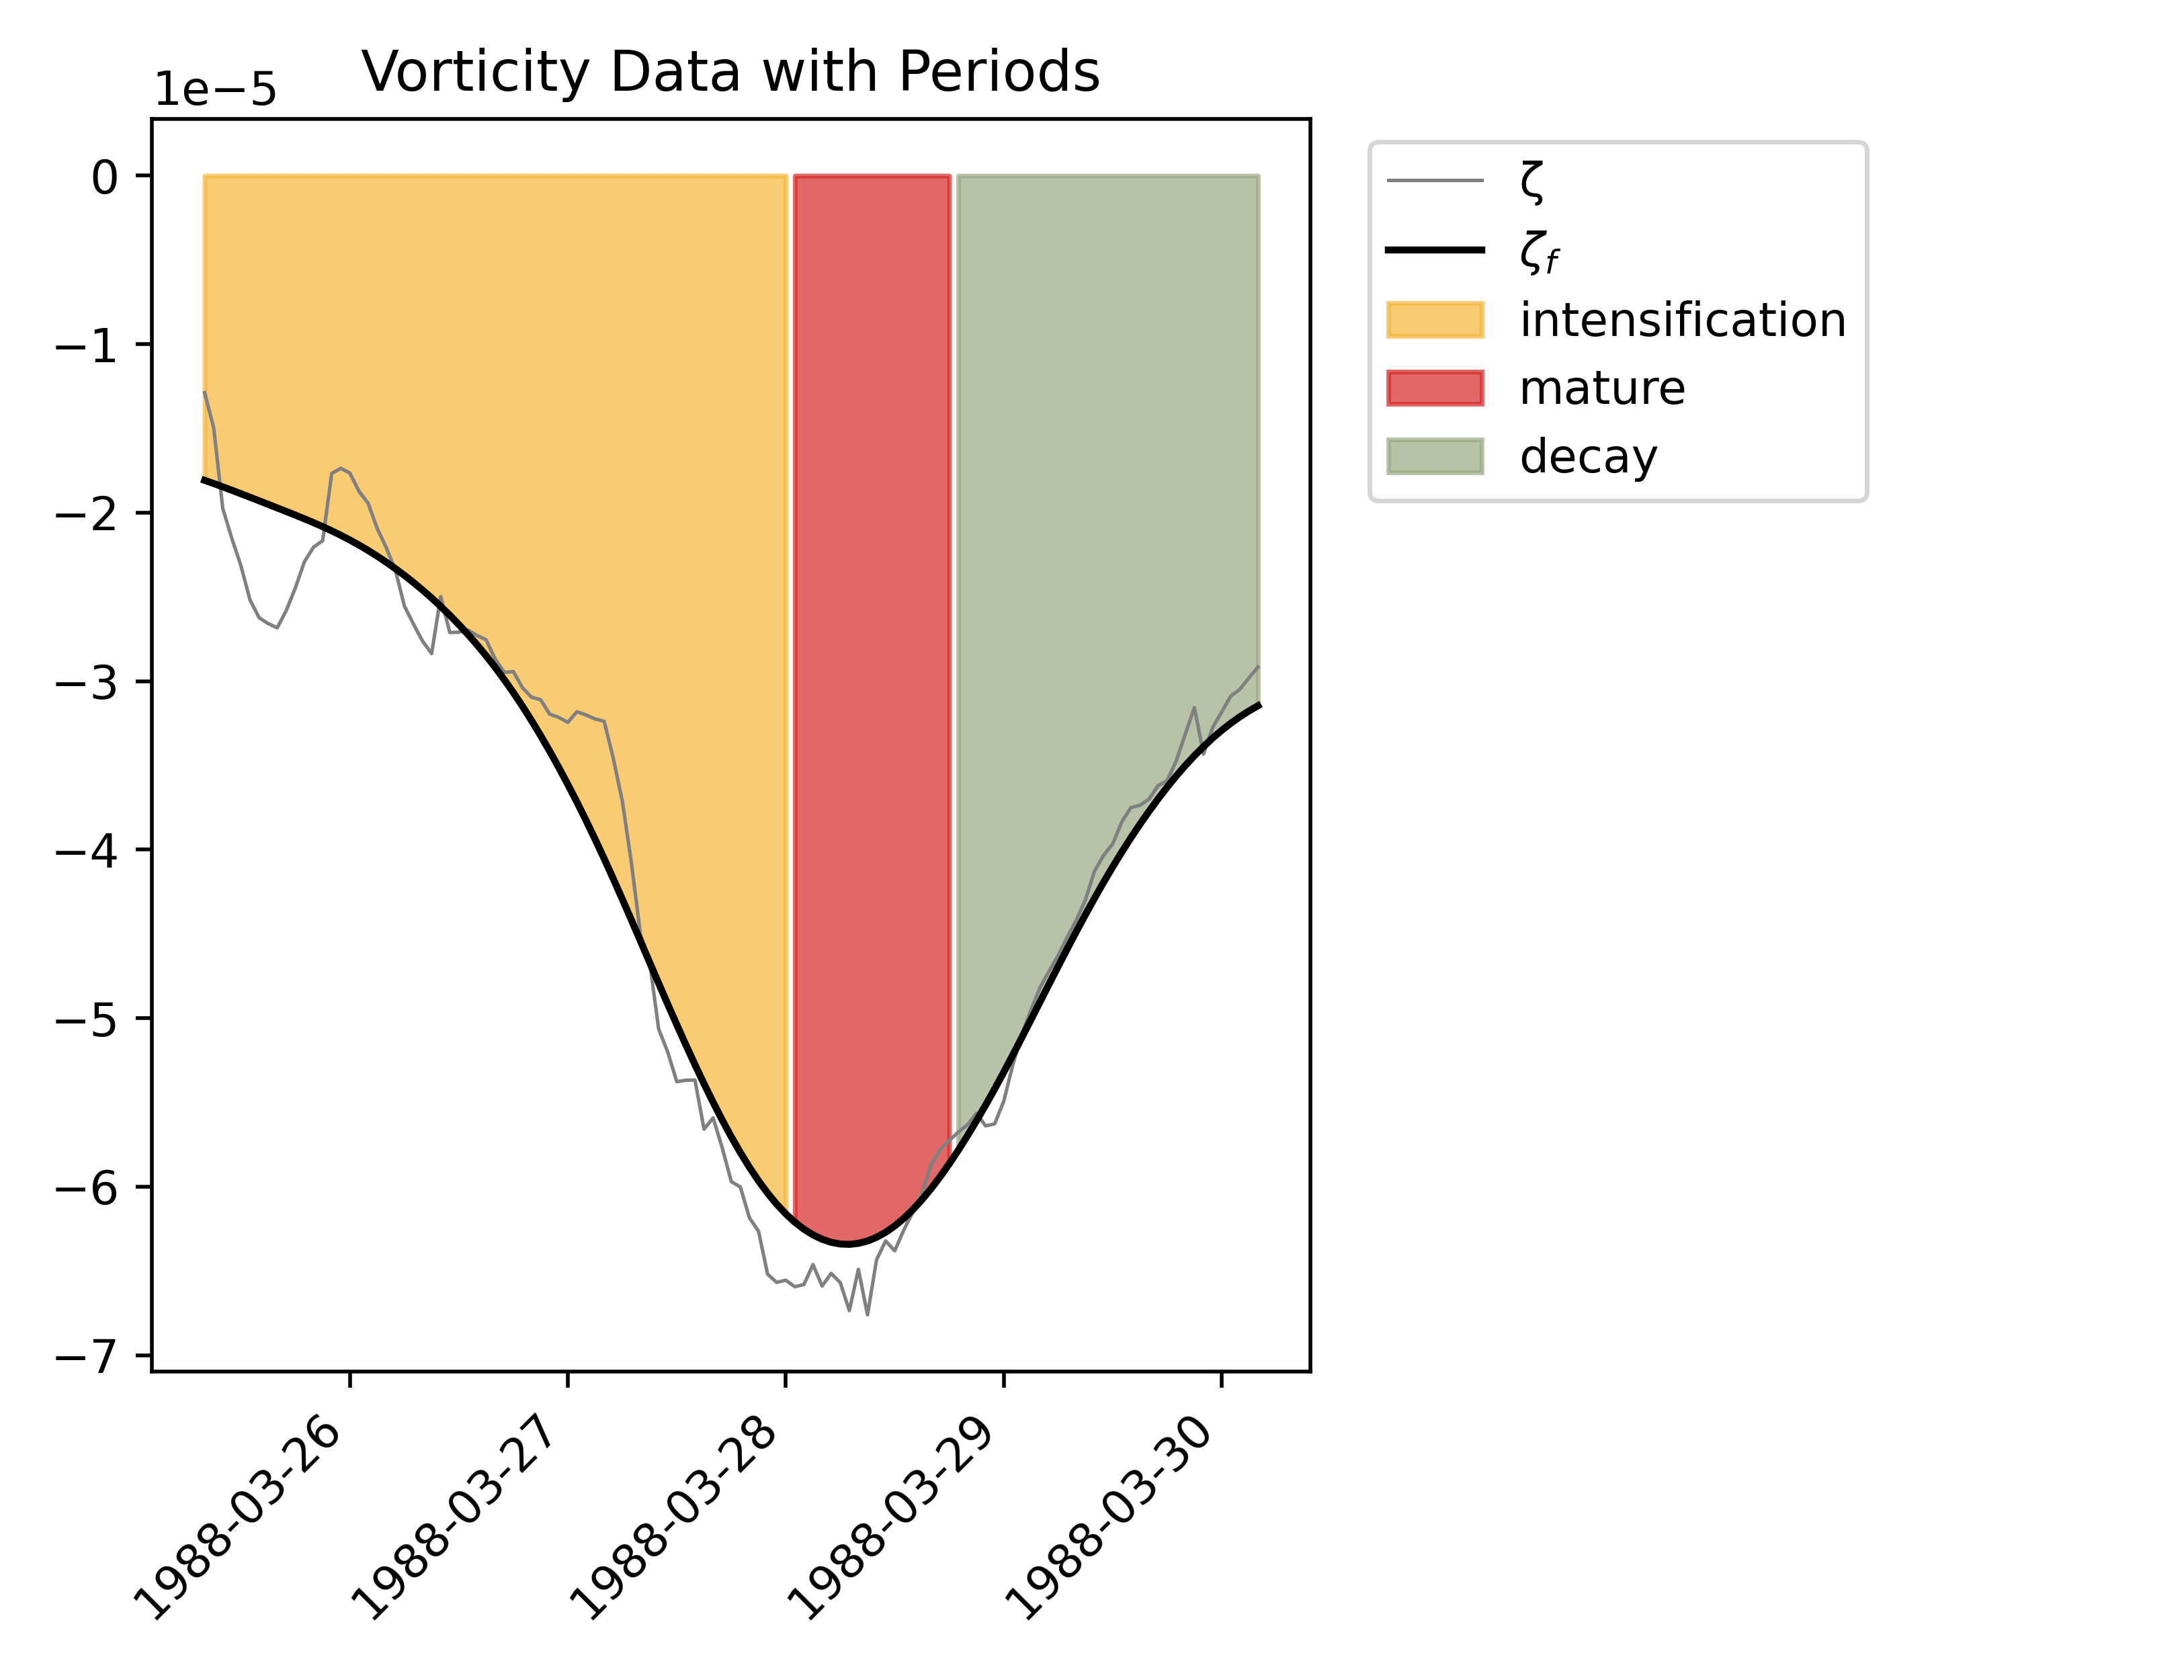 Vorticity Data with Periods
1e−5
0
−1
−2
−3
−4
−5
−6
−7
1988-03-26
1988-03-27
1988-03-28
1988-03-29
1988-03-30
ζ
ζf
intensification
mature
decay